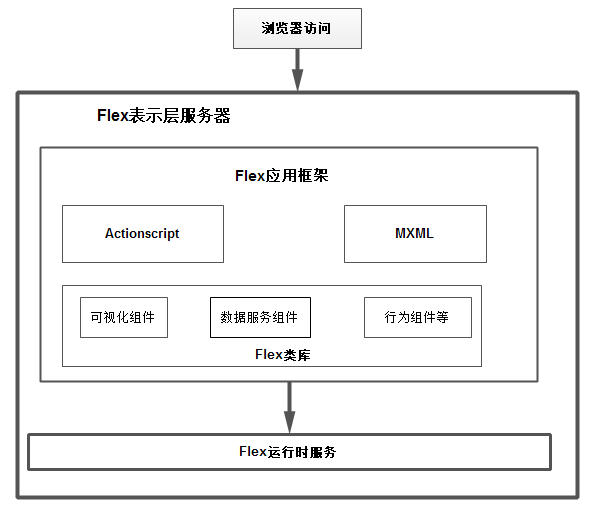 浏览器访问
Flex表示层服务器
Flex应用框架
Actionscript
MXML
可视化组件
数据服务组件
行为组件等
Flex类库
Flex运行时服务